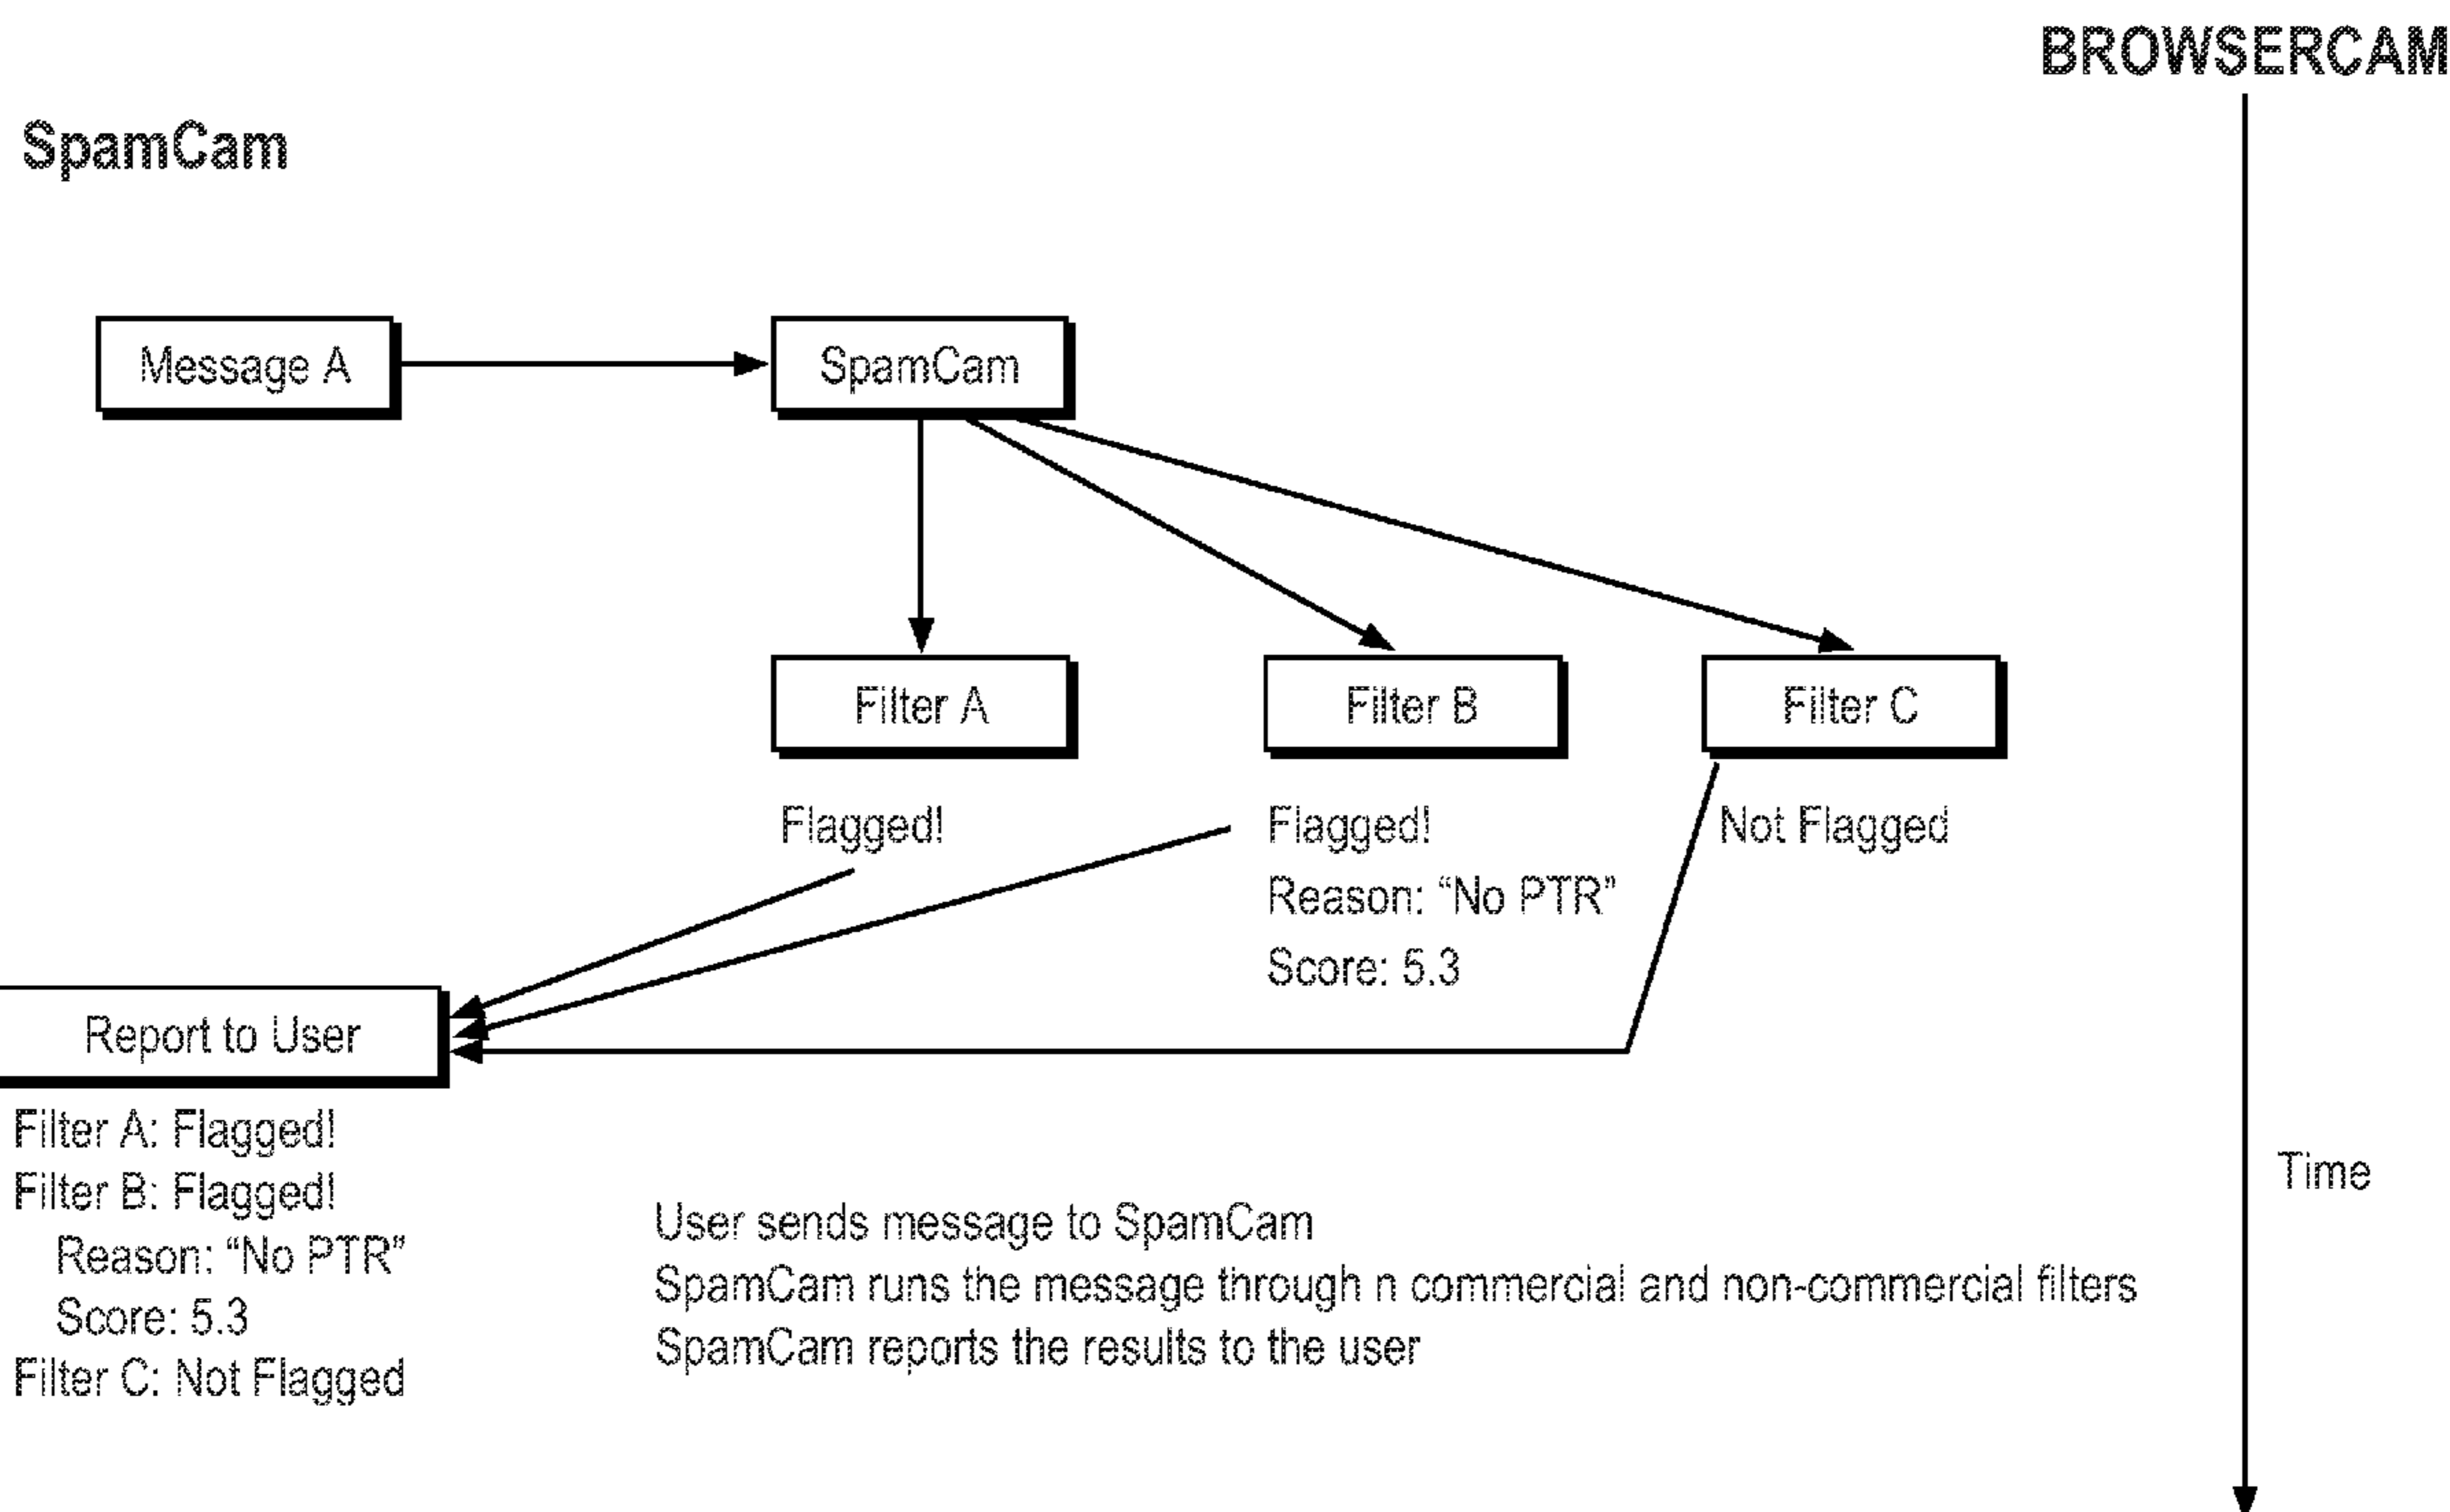 BROWSERCAM
SpamCam
Message A
SpamCam
Filter A
Filter B
Filter C
Flagged!
Flagged!
Reason: “No PTR”
Score: 5.3
Not Flagged
Report to User
Filter A: Flagged!
Filter B: Flagged!
Reason: “No PTR”
Score: 5.3
Filter C: Not Flagged
User sends message to SpamCam
SpamCam runs the message through n commercial and non-commercial filters
SpamCam reports the results to the user
Time